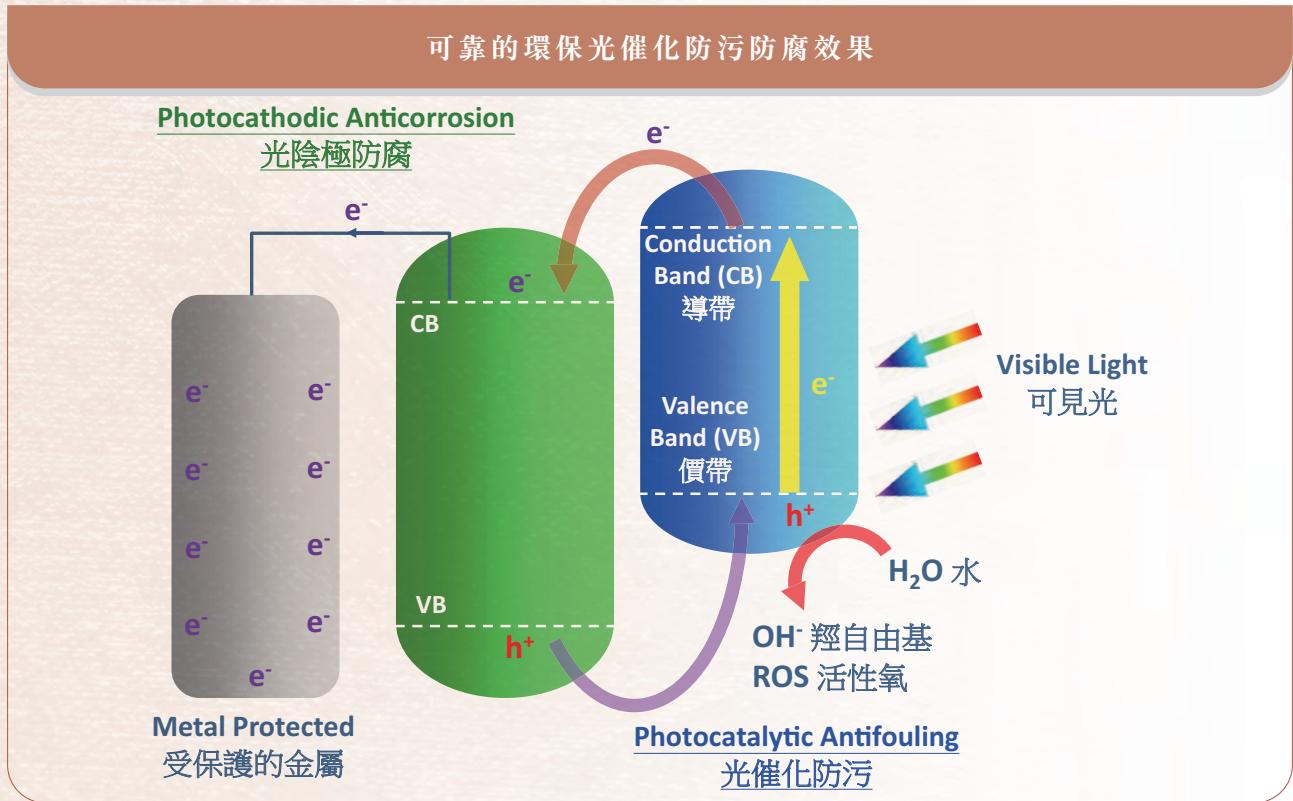 可靠的環保光催化防污防腐效果
Photocathodic Anticorrosion
光陰極防腐
e⁻
e⁻
e⁻
CB
VB
h⁺
Conduction
Band (CB)
導帶
e⁻
Valence
Band (VB)
價帶
h⁺
Visible Light
可見光
H₂O 水
OH⁻ 羥自由基
ROS 活性氧
e⁻ e⁻
e⁻ e⁻
e⁻ e⁻
e⁻ e⁻
e⁻
Metal Protected
受保護的金屬
Photocatalytic Antifouling
光催化防污